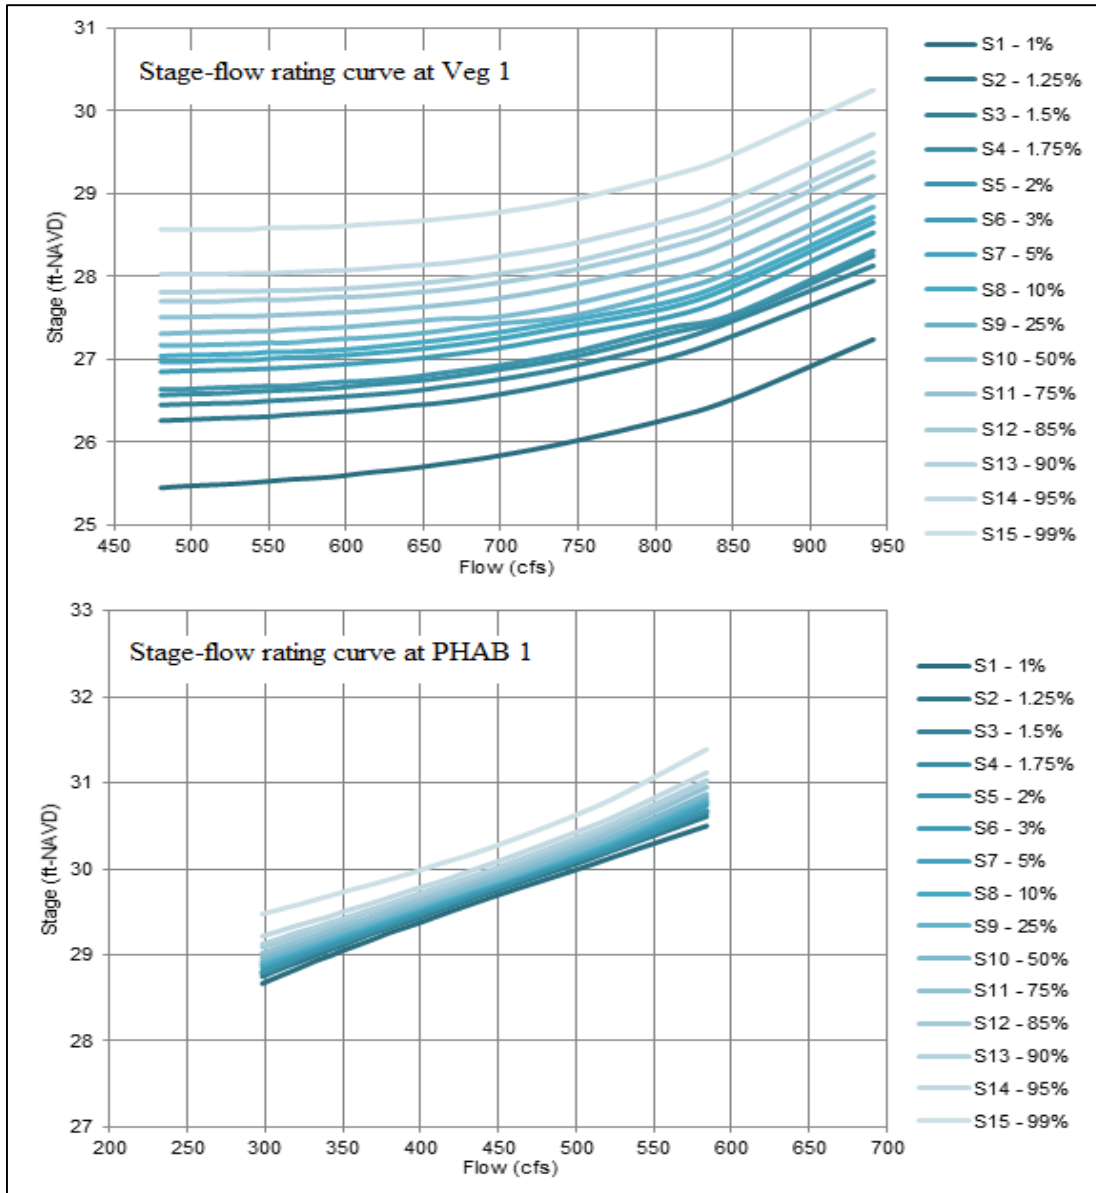 Stage-flow rating curve at Veg 1
Stage (ft-NAVD)
31
30
29
28
27
26
25
450 500 550 600 650 700 750 800 850 900 950
Flow (cfs)
S1 - 1%
S2 - 1.25%
S3 - 1.5%
S4 - 1.75%
S5 - 2%
S6 - 3%
S7 - 5%
S8 - 10%
S9 - 25%
S10 - 50%
S11 - 75%
S12 - 85%
S13 - 90%
S14 - 95%
S15 - 99%
Stage-flow rating curve at PHAB 1
Stage (ft-NAVD)
33
32
31
30
29
28
27
200 250 300 350 400 450 500 550 600 650 700
Flow (cfs)
S1 - 1%
S2 - 1.25%
S3 - 1.5%
S4 - 1.75%
S5 - 2%
S6 - 3%
S7 - 5%
S8 - 10%
S9 - 25%
S10 - 50%
S11 - 75%
S12 - 85%
S13 - 90%
S14 - 95%
S15 - 99%